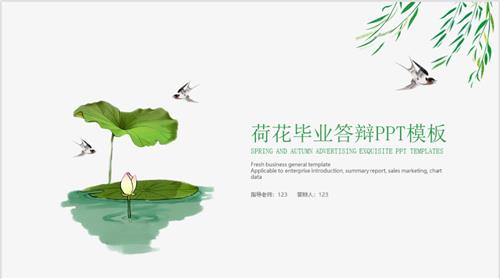 荷花毕业答辩PPT模板
SPRING AND AUTUMN ADVERTISING EXQUISITE PPT TEMPLATES
Fresh business general template
Applicable to enterprise introduction, summary report, sales marketing, chart
data
指导老师：123 答辩人：123